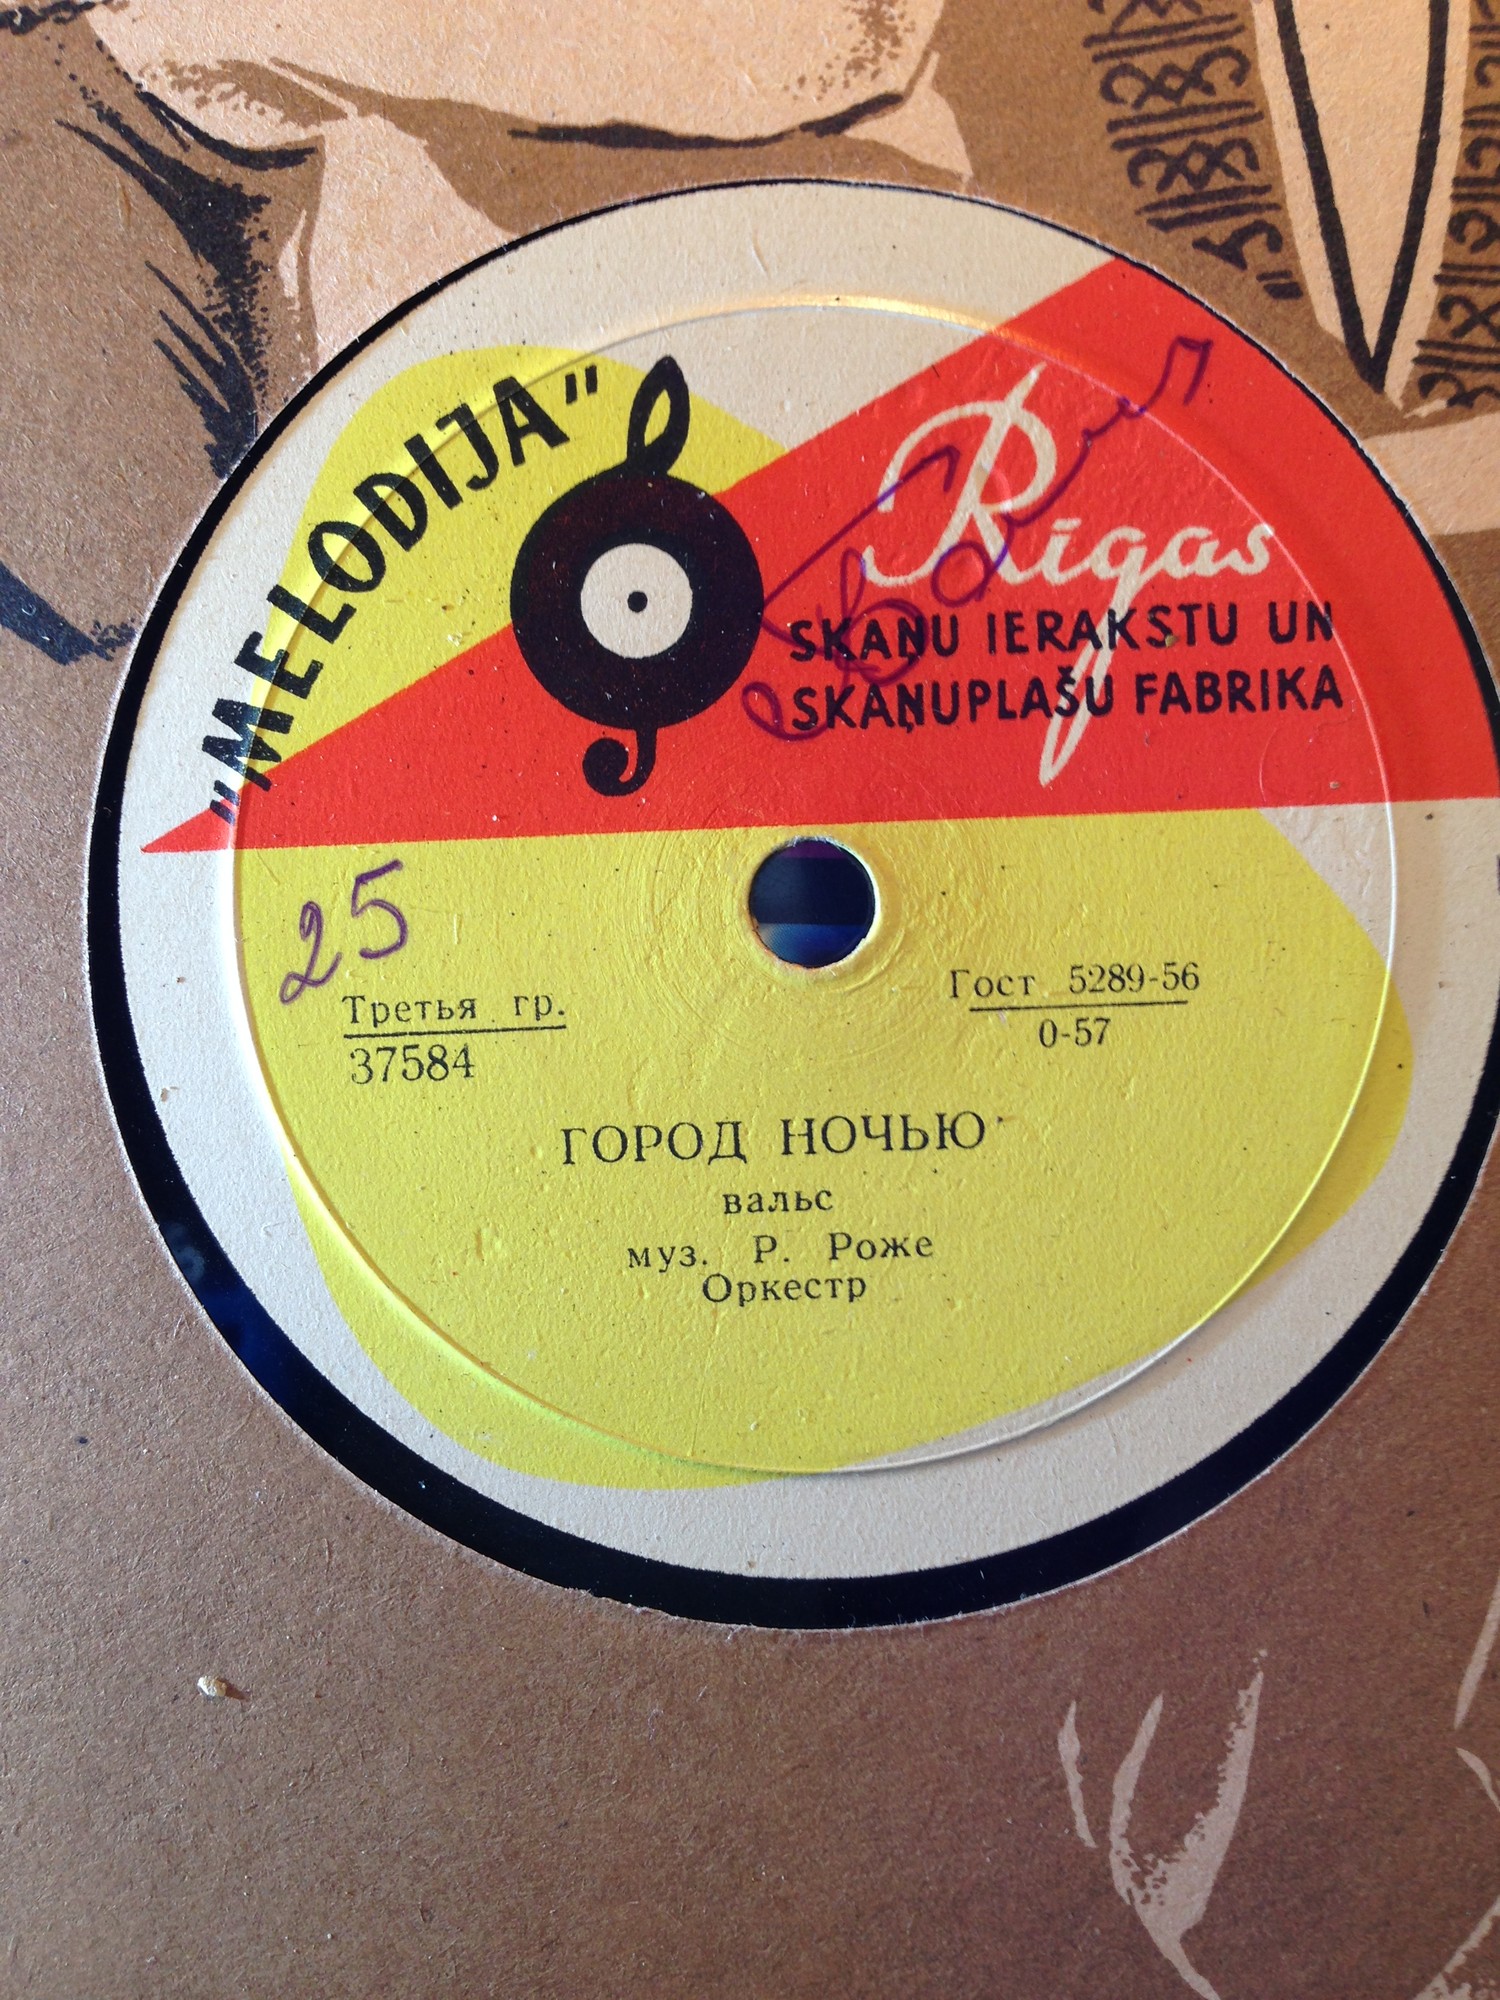 „MELODIJA"
Rīgas
SKAŅU IERAKSTU UN
SKAŅUPLAŠU FABRIKA
25
Третья гр.
37584
Гост 5289-56
0-57
ГОРОД НОЧЬЮ
вальс
муз. Р. Роже
Оркестр